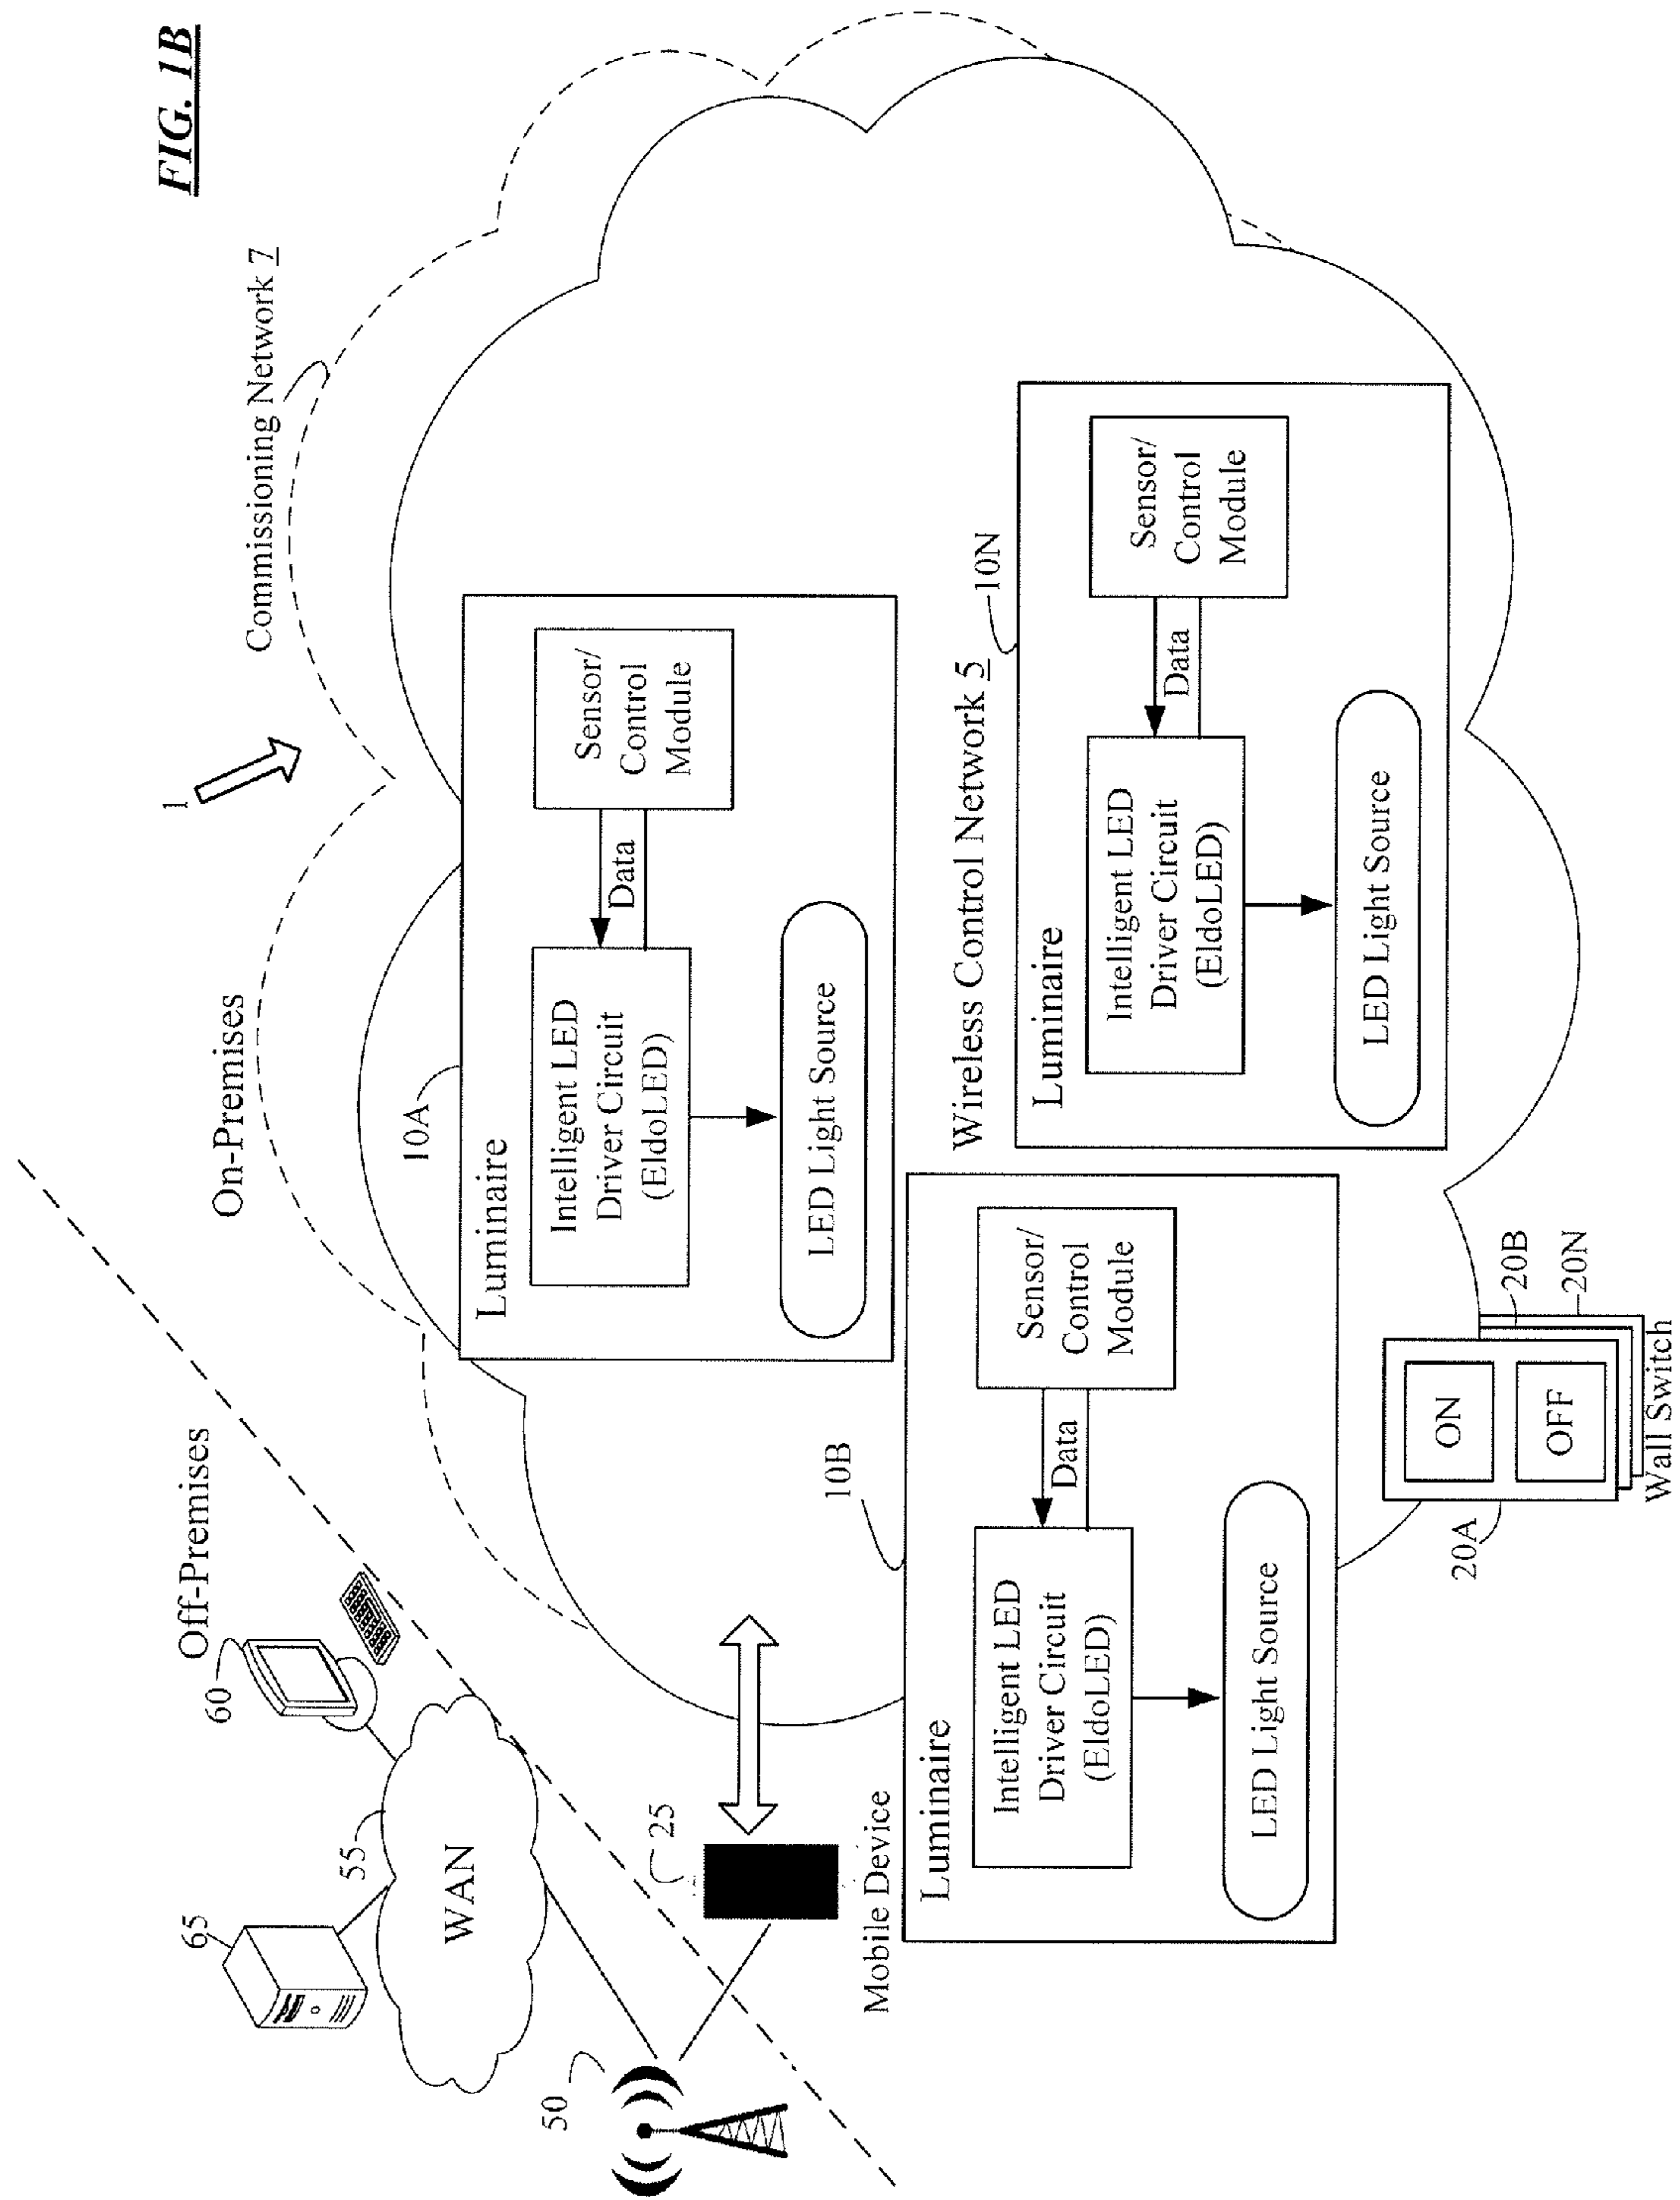 FIG. 1B
Off-Premises
On-Premises
1
Commissioning Network 7
65
60
55
WAN
50
25
Mobile Device
10A
Luminaire
Intelligent LED
Driver Circuit
(EldoLED)
Data
Sensor/
Control
Module
LED Light Source
10B
Luminaire
Intelligent LED
Driver Circuit
(EldoLED)
Data
Sensor/
Control
Module
LED Light Source
Wireless Control Network 5
10N
Luminaire
Intelligent LED
Driver Circuit
(EldoLED)
Data
Sensor/
Control
Module
LED Light Source
20A
ON
OFF
20B
20N
Wall Switch